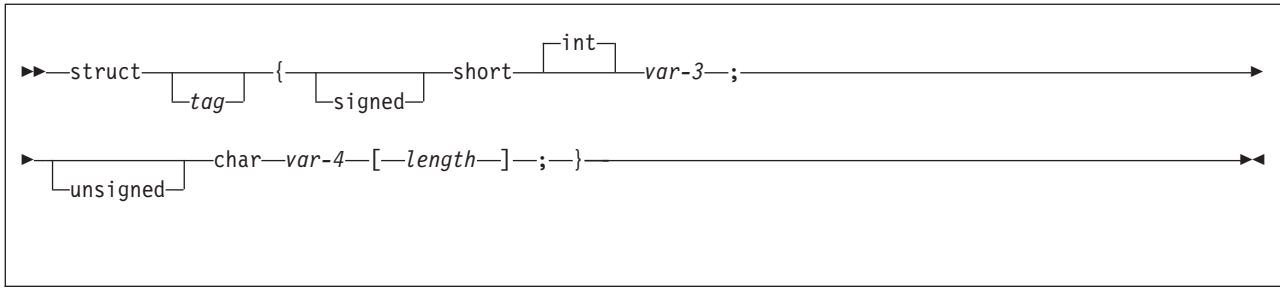 int
struct { short var-3 ;
tag signed
char var-4 [ length ] ; }
unsigned